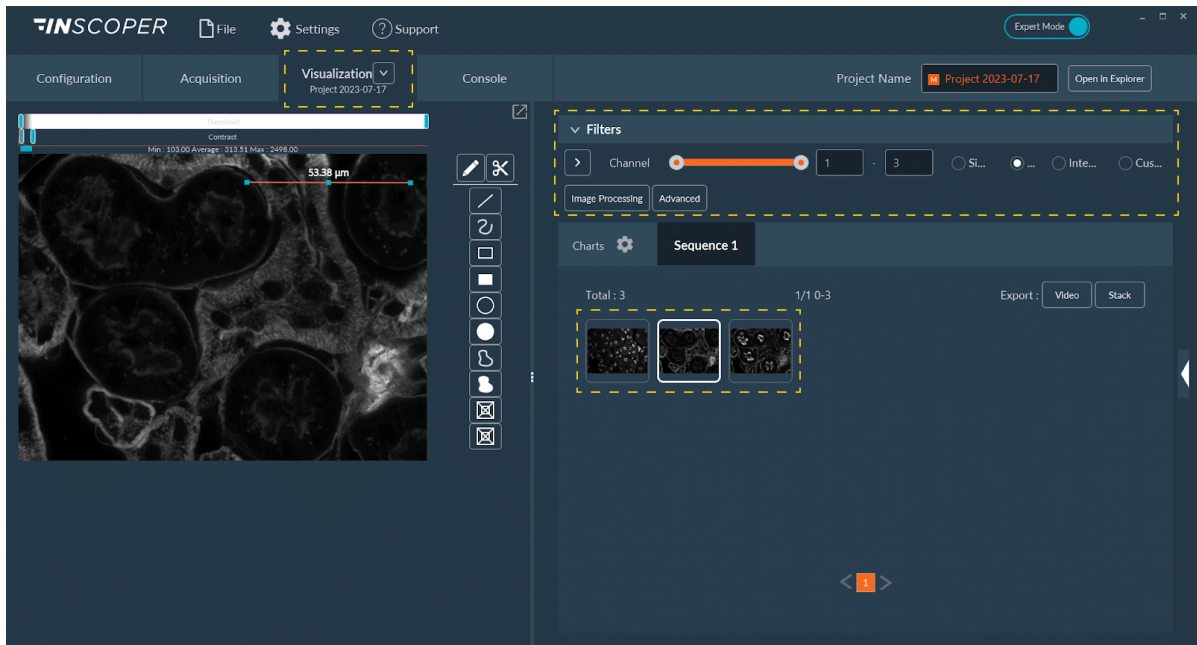 INSCOPER File Settings ? Support Expert Mode
Configuration Acquisition Visualization Console Project Name M Project 2023-07-17 Open in Explorer
Project 2023-07-17
Threshold
Contrast
Min : 103.00 Average : 313.51 Max : 2498.00
53.38 µm
Filters
Channel 1 - 3 Si... ... Inte... Cus...
Image Processing Advanced
Charts Sequence 1
Total : 3 1/1 0-3 Export : Video Stack
1